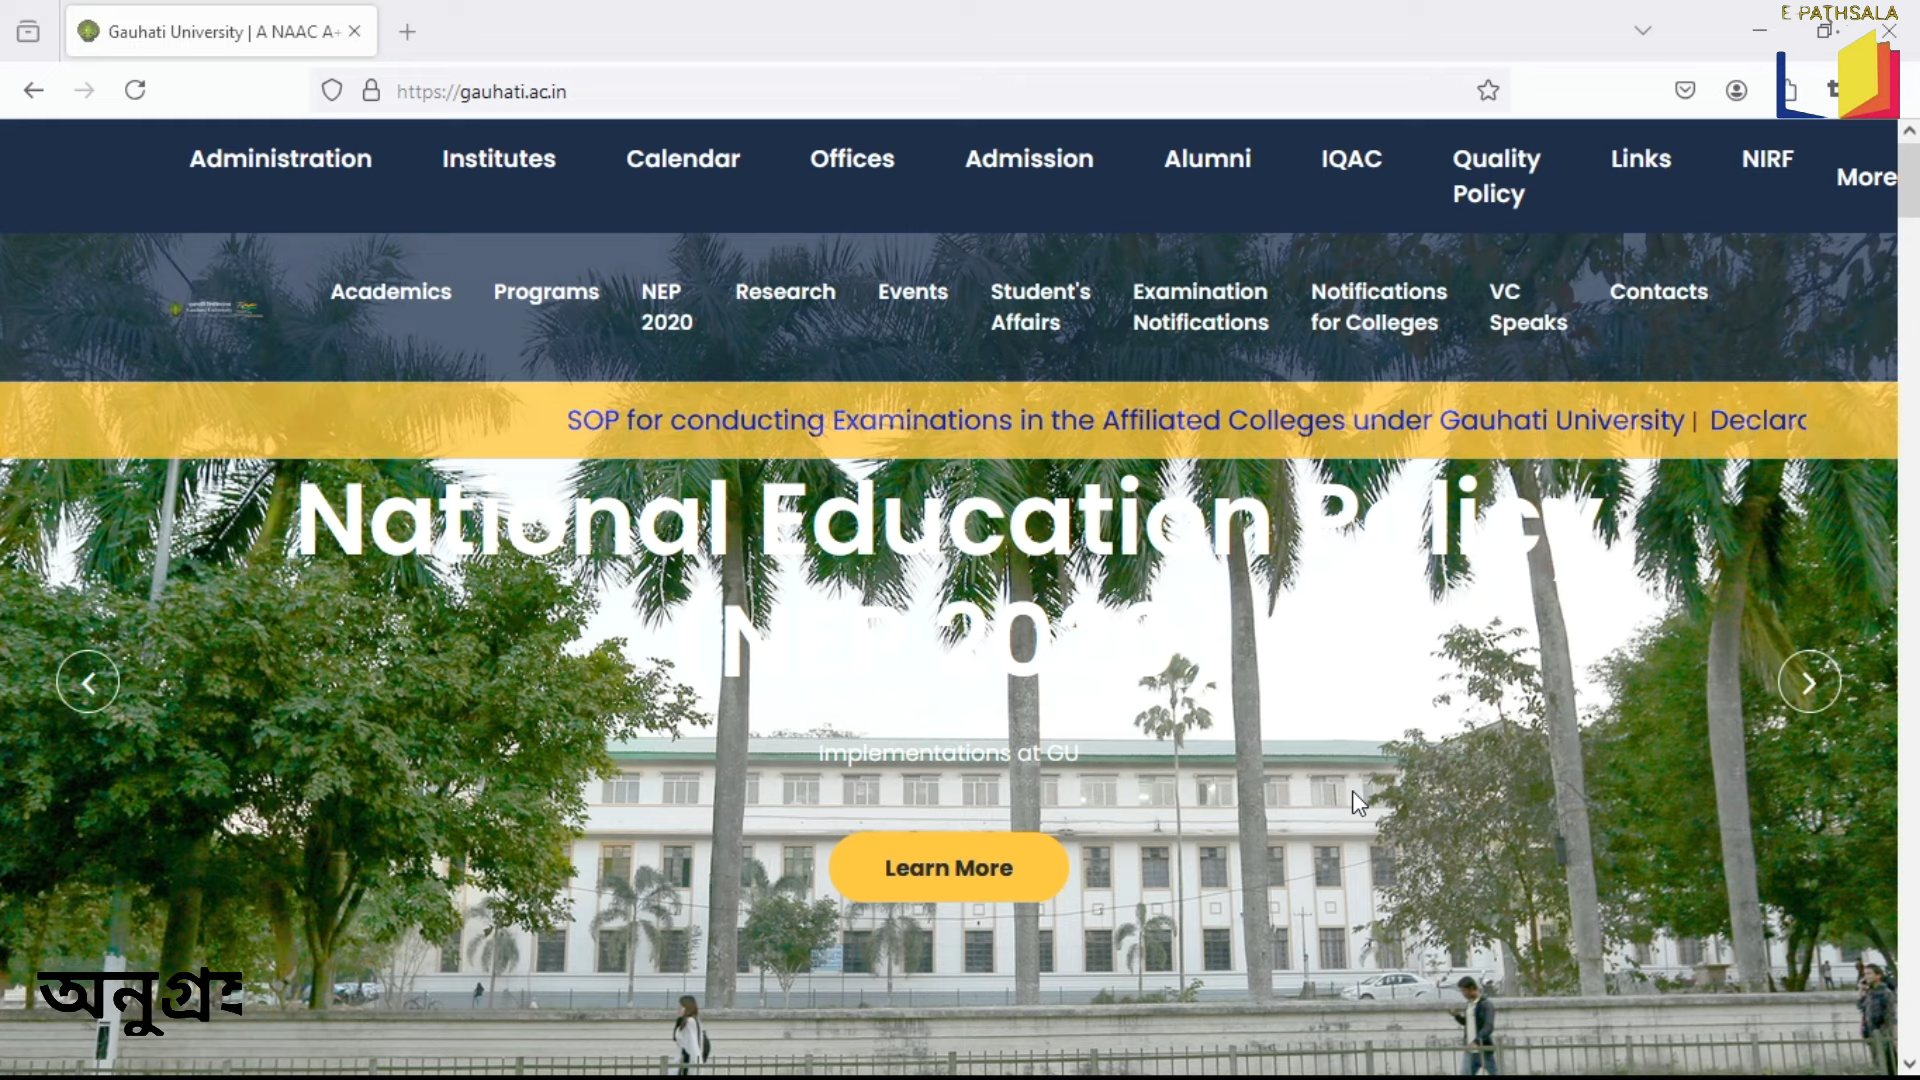 E PATHSALA
Gauhati University | A NAAC A+
https://gauhati.ac.in
Administration Institutes Calendar Offices Admission Alumni IQAC Quality Policy Links NIRF More
Academics Programs NEP 2020 Research Events Student's Affairs Examination Notifications Notifications for Colleges VC Speaks Contacts
SOP for conducting Examinations in the Affiliated Colleges under Gauhati University | Declarc
National Education Policy
Implementations at GU
Learn More